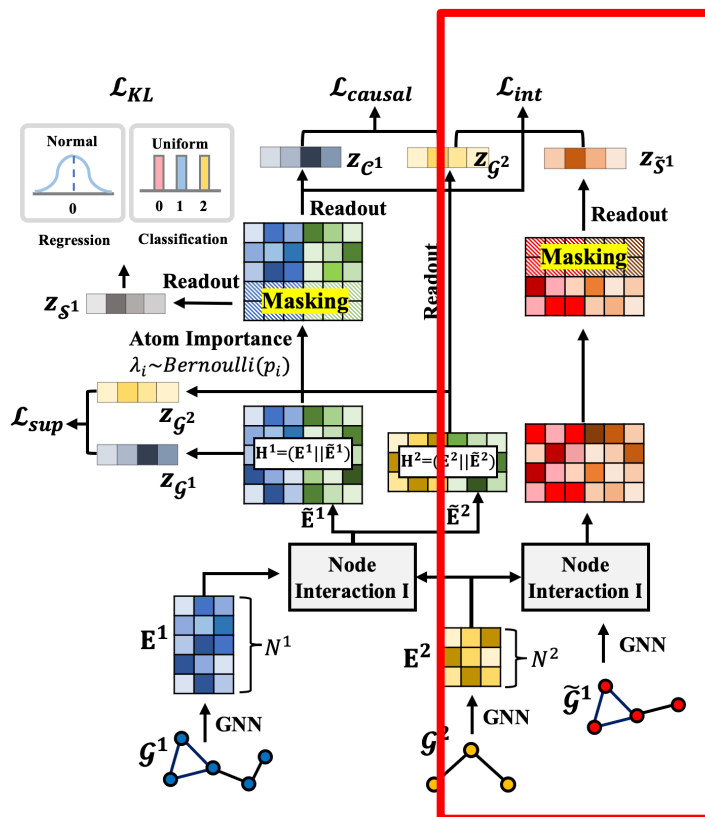 𝓛_KL
𝓛_causal
𝓛_int
Normal
0
Regression
Uniform
0 1 2
Classification
z_C¹
z_𝒢²
z_S̃¹
Readout
Readout
Masking
Masking
z_S¹
Readout
Readout
Atom Importance
λ_i~Bernoulli(p_i)
𝓛_sup
z_𝒢²
z_𝒢¹
H¹=(E¹||Ẽ¹)
H²=(E²||Ẽ²)
Ẽ¹
Ẽ²
Node
Interaction I
Node
Interaction I
E¹
N¹
E²
N²
GNN
GNN
GNN
𝒢¹
𝒢²
𝒢̃¹